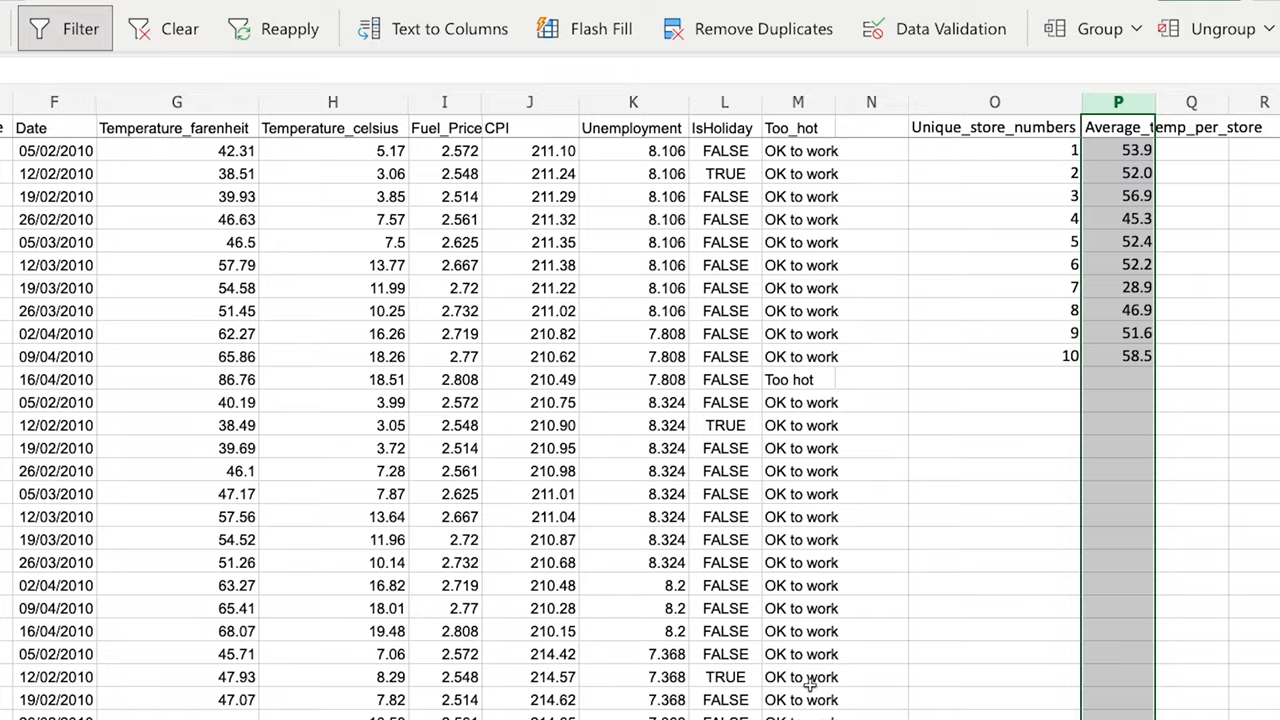 Filter Clear Reapply Text to Columns Flash Fill Remove Duplicates Data Validation Group Ungroup
F G H I J K L M N O P Q R
Date Temperature_farenheit Temperature_celsius Fuel_Price CPI Unemployment IsHoliday Too_hot Unique_store_numbers Average_temp_per_store
05/02/2010 42.31 5.17 2.572 211.10 8.106 FALSE OK to work 1 53.9
12/02/2010 38.51 3.06 2.548 211.24 8.106 TRUE OK to work 2 52.0
19/02/2010 39.93 3.85 2.514 211.29 8.106 FALSE OK to work 3 56.9
26/02/2010 46.63 7.57 2.561 211.32 8.106 FALSE OK to work 4 45.3
05/03/2010 46.5 7.5 2.625 211.35 8.106 FALSE OK to work 5 52.4
12/03/2010 57.79 13.77 2.667 211.38 8.106 FALSE OK to work 6 52.2
19/03/2010 54.58 11.99 2.72 211.22 8.106 FALSE OK to work 7 28.9
26/03/2010 51.45 10.25 2.732 211.02 8.106 FALSE OK to work 8 46.9
02/04/2010 62.27 16.26 2.719 210.82 7.808 FALSE OK to work 9 51.6
09/04/2010 65.86 18.26 2.77 210.62 7.808 FALSE OK to work 10 58.5
16/04/2010 86.76 18.51 2.808 210.49 7.808 FALSE Too hot
05/02/2010 40.19 3.99 2.572 210.75 8.324 FALSE OK to work
12/02/2010 38.49 3.05 2.548 210.90 8.324 TRUE OK to work
19/02/2010 39.69 3.72 2.514 210.95 8.324 FALSE OK to work
26/02/2010 46.1 7.28 2.561 210.98 8.324 FALSE OK to work
05/03/2010 47.17 7.87 2.625 211.01 8.324 FALSE OK to work
12/03/2010 57.56 13.64 2.667 211.04 8.324 FALSE OK to work
19/03/2010 54.52 11.96 2.72 210.87 8.324 FALSE OK to work
26/03/2010 51.26 10.14 2.732 210.68 8.324 FALSE OK to work
02/04/2010 63.27 16.82 2.719 210.48 8.2 FALSE OK to work
09/04/2010 65.41 18.01 2.77 210.28 8.2 FALSE OK to work
16/04/2010 68.07 19.48 2.808 210.15 8.2 FALSE OK to work
05/02/2010 45.71 7.06 2.572 214.42 7.368 FALSE OK to work
12/02/2010 47.93 8.29 2.548 214.57 7.368 TRUE OK to work
19/02/2010 47.07 7.82 2.514 214.62 7.368 FALSE OK to work